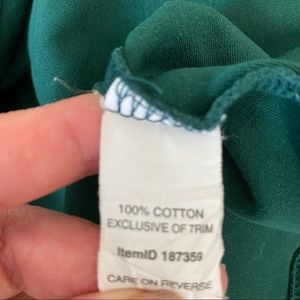 100% COTTON
EXCLUSIVE OF TRIM
ItemID 187359
CARE ON REVERSE